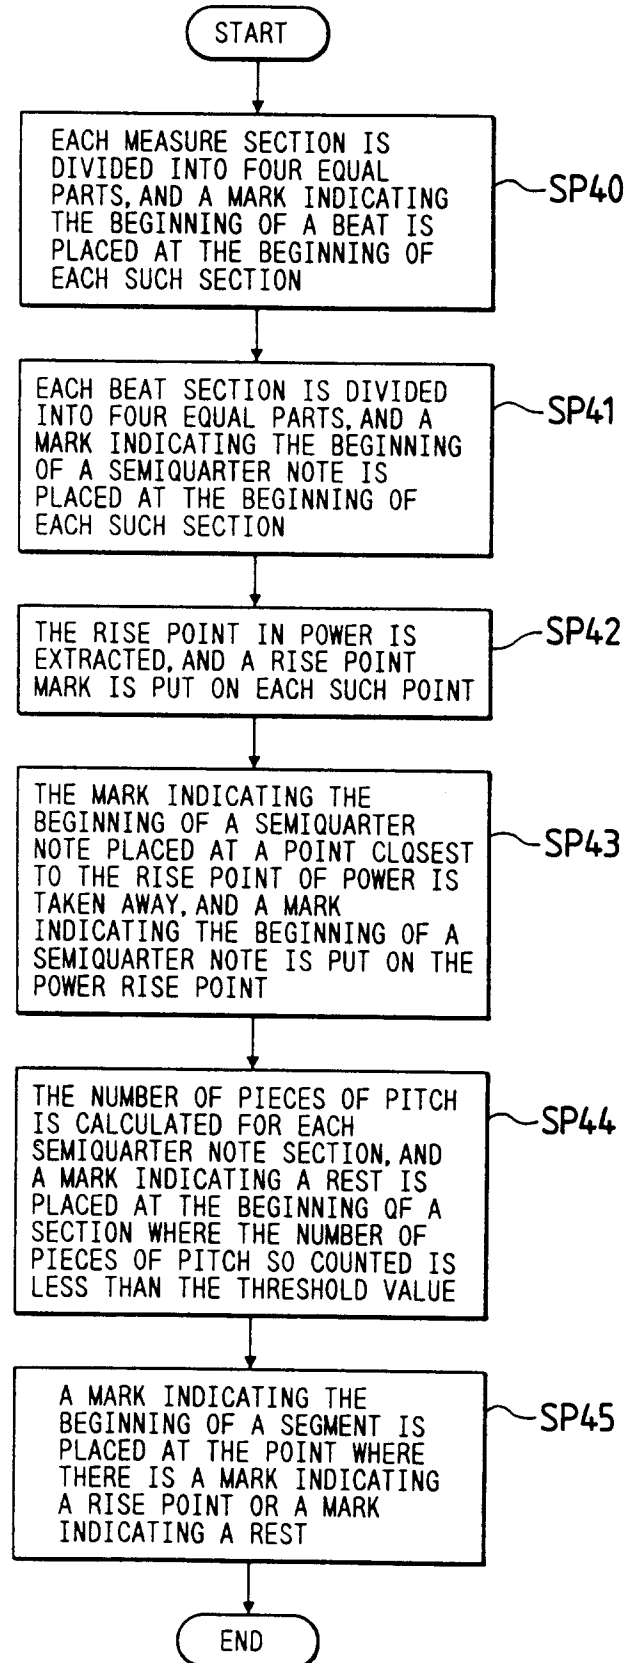 START
EACH MEASURE SECTION IS
DIVIDED INTO FOUR EQUAL
PARTS, AND A MARK INDICATING
THE BEGINNING OF A BEAT IS
PLACED AT THE BEGINNING OF
EACH SUCH SECTION
SP40
EACH BEAT SECTION IS DIVIDED
INTO FOUR EQUAL PARTS, AND A
MARK INDICATING THE BEGINNING
OF A SEMIQUARTER NOTE IS
PLACED AT THE BEGINNING OF
EACH SUCH SECTION
SP41
THE RISE POINT IN POWER IS
EXTRACTED, AND A RISE POINT
MARK IS PUT ON EACH SUCH POINT
SP42
THE MARK INDICATING THE
BEGINNING OF A SEMIQUARTER
NOTE PLACED AT A POINT CLOSEST
TO THE RISE POINT OF POWER IS
TAKEN AWAY, AND A MARK
INDICATING THE BEGINNING OF A
SEMIQUARTER NOTE IS PUT ON THE
POWER RISE POINT
SP43
THE NUMBER OF PIECES OF PITCH
IS CALCULATED FOR EACH
SEMIQUARTER NOTE SECTION, AND
A MARK INDICATING A REST IS
PLACED AT THE BEGINNING OF A
SECTION WHERE THE NUMBER OF
PIECES OF PITCH SO COUNTED IS
LESS THAN THE THRESHOLD VALUE
SP44
A MARK INDICATING THE
BEGINNING OF A SEGMENT IS
PLACED AT THE POINT WHERE
THERE IS A MARK INDICATING
A RISE POINT OR A MARK
INDICATING A REST
SP45
END